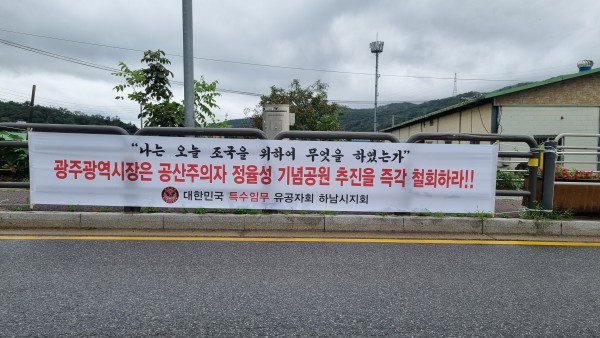 "나는 오늘 조국을 위하여 무엇을 하였는가"
광주광역시장은 공산주의자 정율성 기념공원 추진을 즉각 철회하라!!
대한민국 특수임무 유공자회 하남시지회